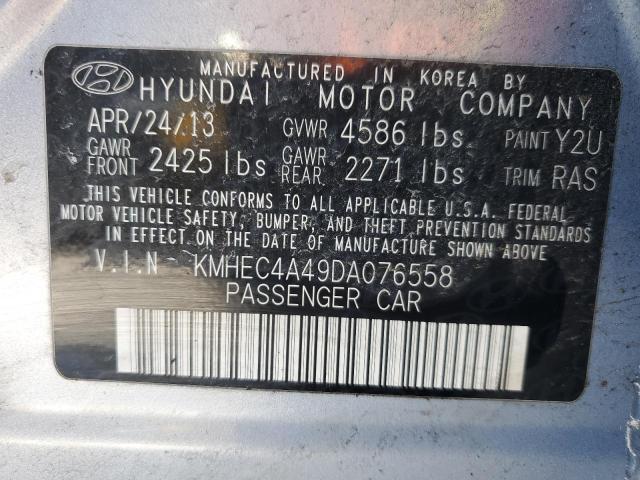 MANUFACTURED IN KOREA BY
HYUNDAI MOTOR COMPANY
APR/24/13 GVWR 4586 lbs PAINT Y2U
GAWR FRONT 2425 lbs GAWR REAR 2271 lbs TRIM RAS
THIS VEHICLE CONFORMS TO ALL APPLICABLE U.S.A. FEDERAL
MOTOR VEHICLE SAFETY, BUMPER, AND THEFT PREVENTION STANDARDS
IN EFFECT ON THE DATE OF MANUFACTURE SHOWN ABOVE.
V.I.N KMHEC4A49DA076558
PASSENGER CAR